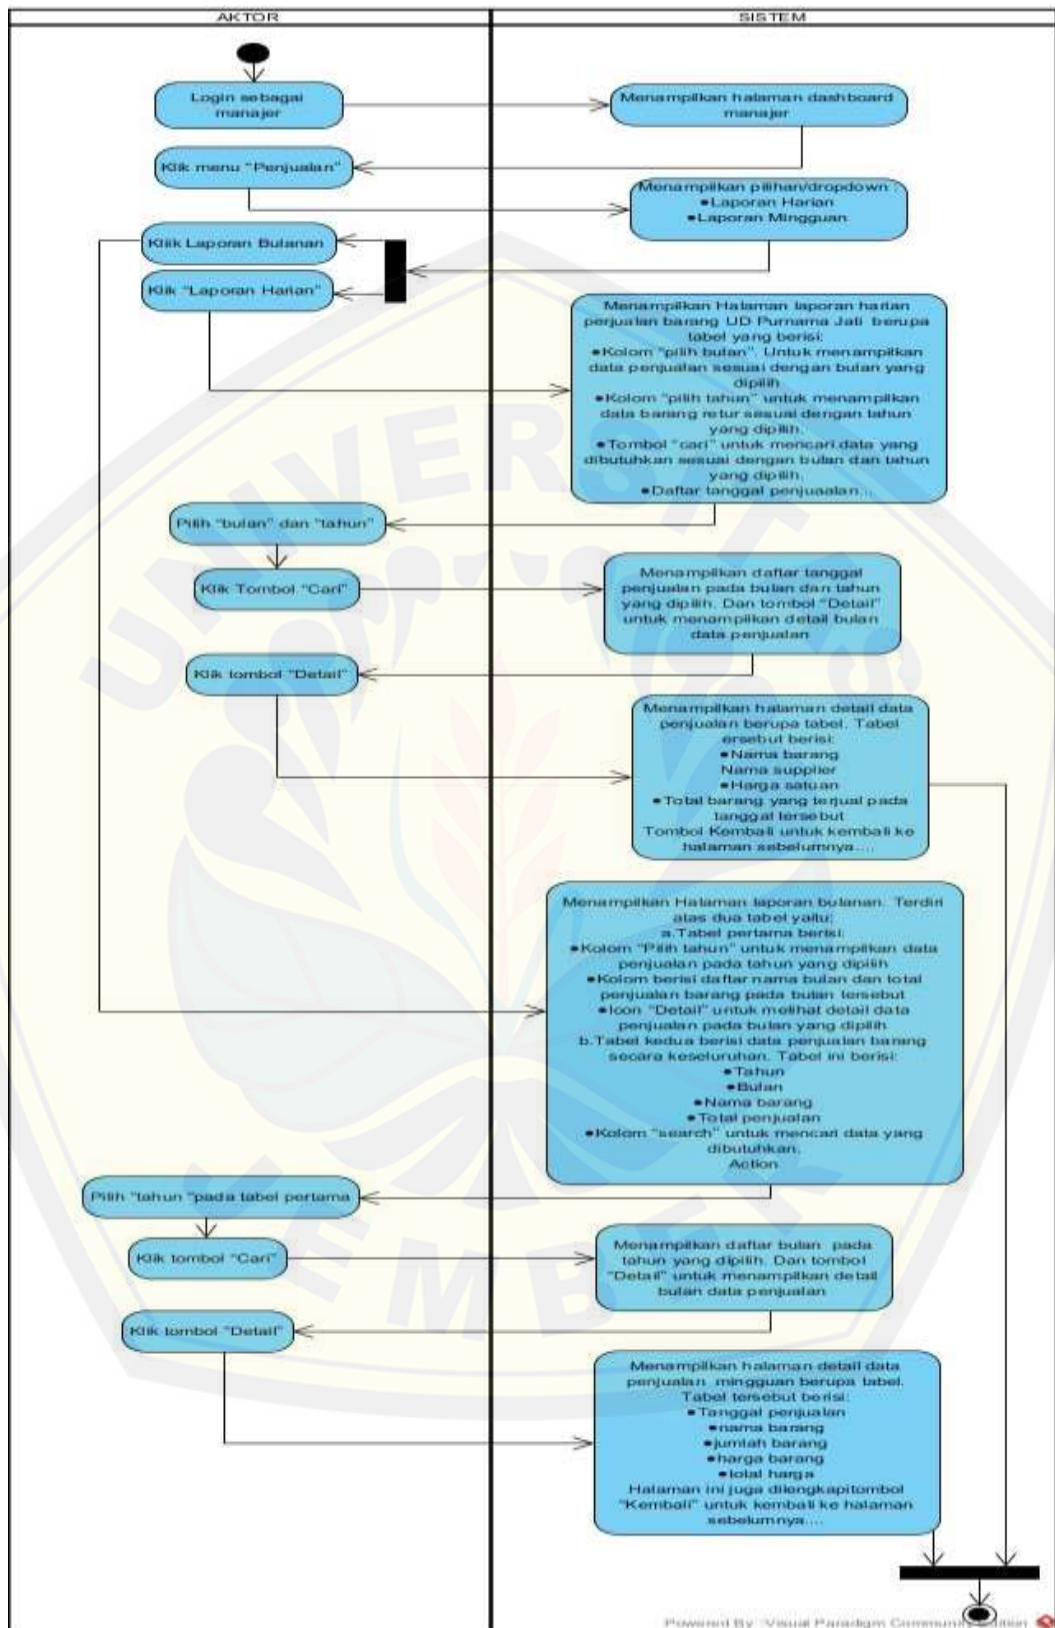 AKTOR
SISTEM
Login sebagai
manajer
Menampilkan halaman dashboard
manajer
Klik menu "Penjualan"
Menampilkan pilihan/dropdown :
●Laporan Harian
●Laporan Mingguan
Klik Laporan Bulanan
Klik "Laporan Harian"
Menampilkan Halaman laporan harian
penjualan barang UD Purnama Jati berupa
tabel yang berisi:
●Kolom "pilih bulan". Untuk menampilkan
data penjualan sesuai dengan bulan yang
dipilih
●Kolom "pilih tahun" untuk menampilkan
data barang retur sesuai dengan tahun
yang dipilih.
●Tombol "cari" untuk mencari data yang
dibutuhkan sesuai dengan bulan dan tahun
yang dipilih.
●Daftar tanggal penjuaalan...
Pilih "bulan" dan "tahun"
Klik Tombol "Cari"
Menampilkan daftar tanggal
penjualan pada bulan dan tahun
yang dipilih. Dan tombol "Detail"
untuk menampilkan detail bulan
data penjualan
Klik tombol "Detail"
Menampilkan halaman detail data
penjualan berupa tabel. Tabel
ersebut berisi:
●Nama barang
Nama supplier
●Harga satuan
●Total barang yang terjual pada
tanggal tersebut
Tombol Kembali untuk kembali ke
halaman sebelumnya....
Menampilkan Halaman laporan bulanan. Terdiri
atas dua tabel yaitu:
a.Tabel pertama berisi:
●Kolom "Pilih tahun" untuk menampilkan data
penjualan pada tahun yang dipilih
●Kolom berisi daftar nama bulan dan total
penjualan barang pada bulan tersebut
●Icon "Detail" untuk melihat detail data
penjualan pada bulan yang dipilih
b.Tabel kedua berisi data penjualan barang
secara keseluruhan. Tabel ini berisi:
●Tahun
●Bulan
●Nama barang
●Total penjualan
●Kolom "search" untuk mencari data yang
dibutuhkan.
Action
Pilih "tahun "pada tabel pertama
Klik tombol "Cari"
Menampilkan daftar bulan pada
tahun yang dipilih. Dan tombol
"Detail" untuk menampilkan detail
bulan data penjualan
Klik tombol "Detail"
Menampilkan halaman detail data
penjualan mingguan berupa tabel.
Tabel tersebut berisi:
●Tanggal penjualan
●nama barang
●jumlah barang
●harga barang
●total harga
Halaman ini juga dilengkapitombol
"Kembali" untuk kembali ke halaman
sebelumnya....
Powered By Visual Paradigm Community Edition
UNIVERSITAS
JEMBER